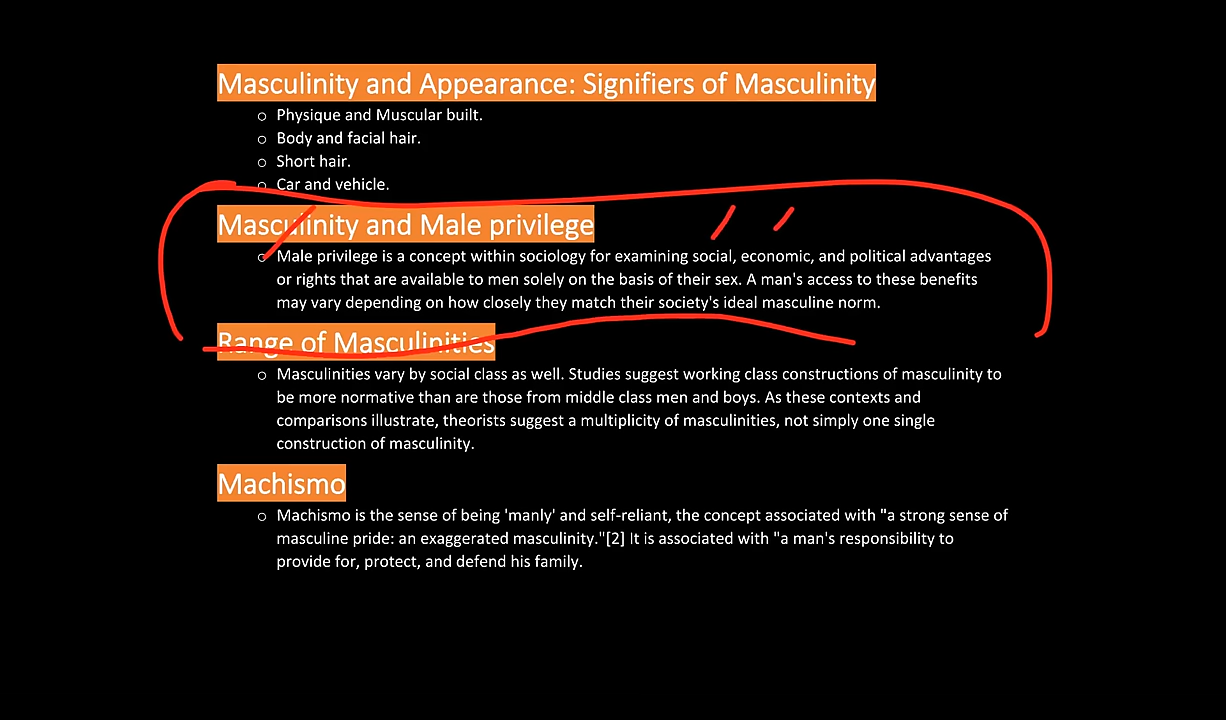 Masculinity and Appearance: Signifiers of Masculinity
o Physique and Muscular built.
o Body and facial hair.
o Short hair.
o Car and vehicle.
Masculinity and Male privilege
o Male privilege is a concept within sociology for examining social, economic, and political advantages
or rights that are available to men solely on the basis of their sex. A man's access to these benefits
may vary depending on how closely they match their society's ideal masculine norm.
Range of Masculinities
o Masculinities vary by social class as well. Studies suggest working class constructions of masculinity to
be more normative than are those from middle class men and boys. As these contexts and
comparisons illustrate, theorists suggest a multiplicity of masculinities, not simply one single
construction of masculinity.
Machismo
o Machismo is the sense of being 'manly' and self-reliant, the concept associated with "a strong sense of
masculine pride: an exaggerated masculinity."[2] It is associated with "a man's responsibility to
provide for, protect, and defend his family.